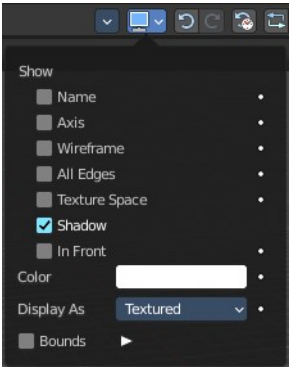 Show
Name
Axis
Wireframe
All Edges
Texture Space
Shadow
In Front
Color
Display As Textured
Bounds